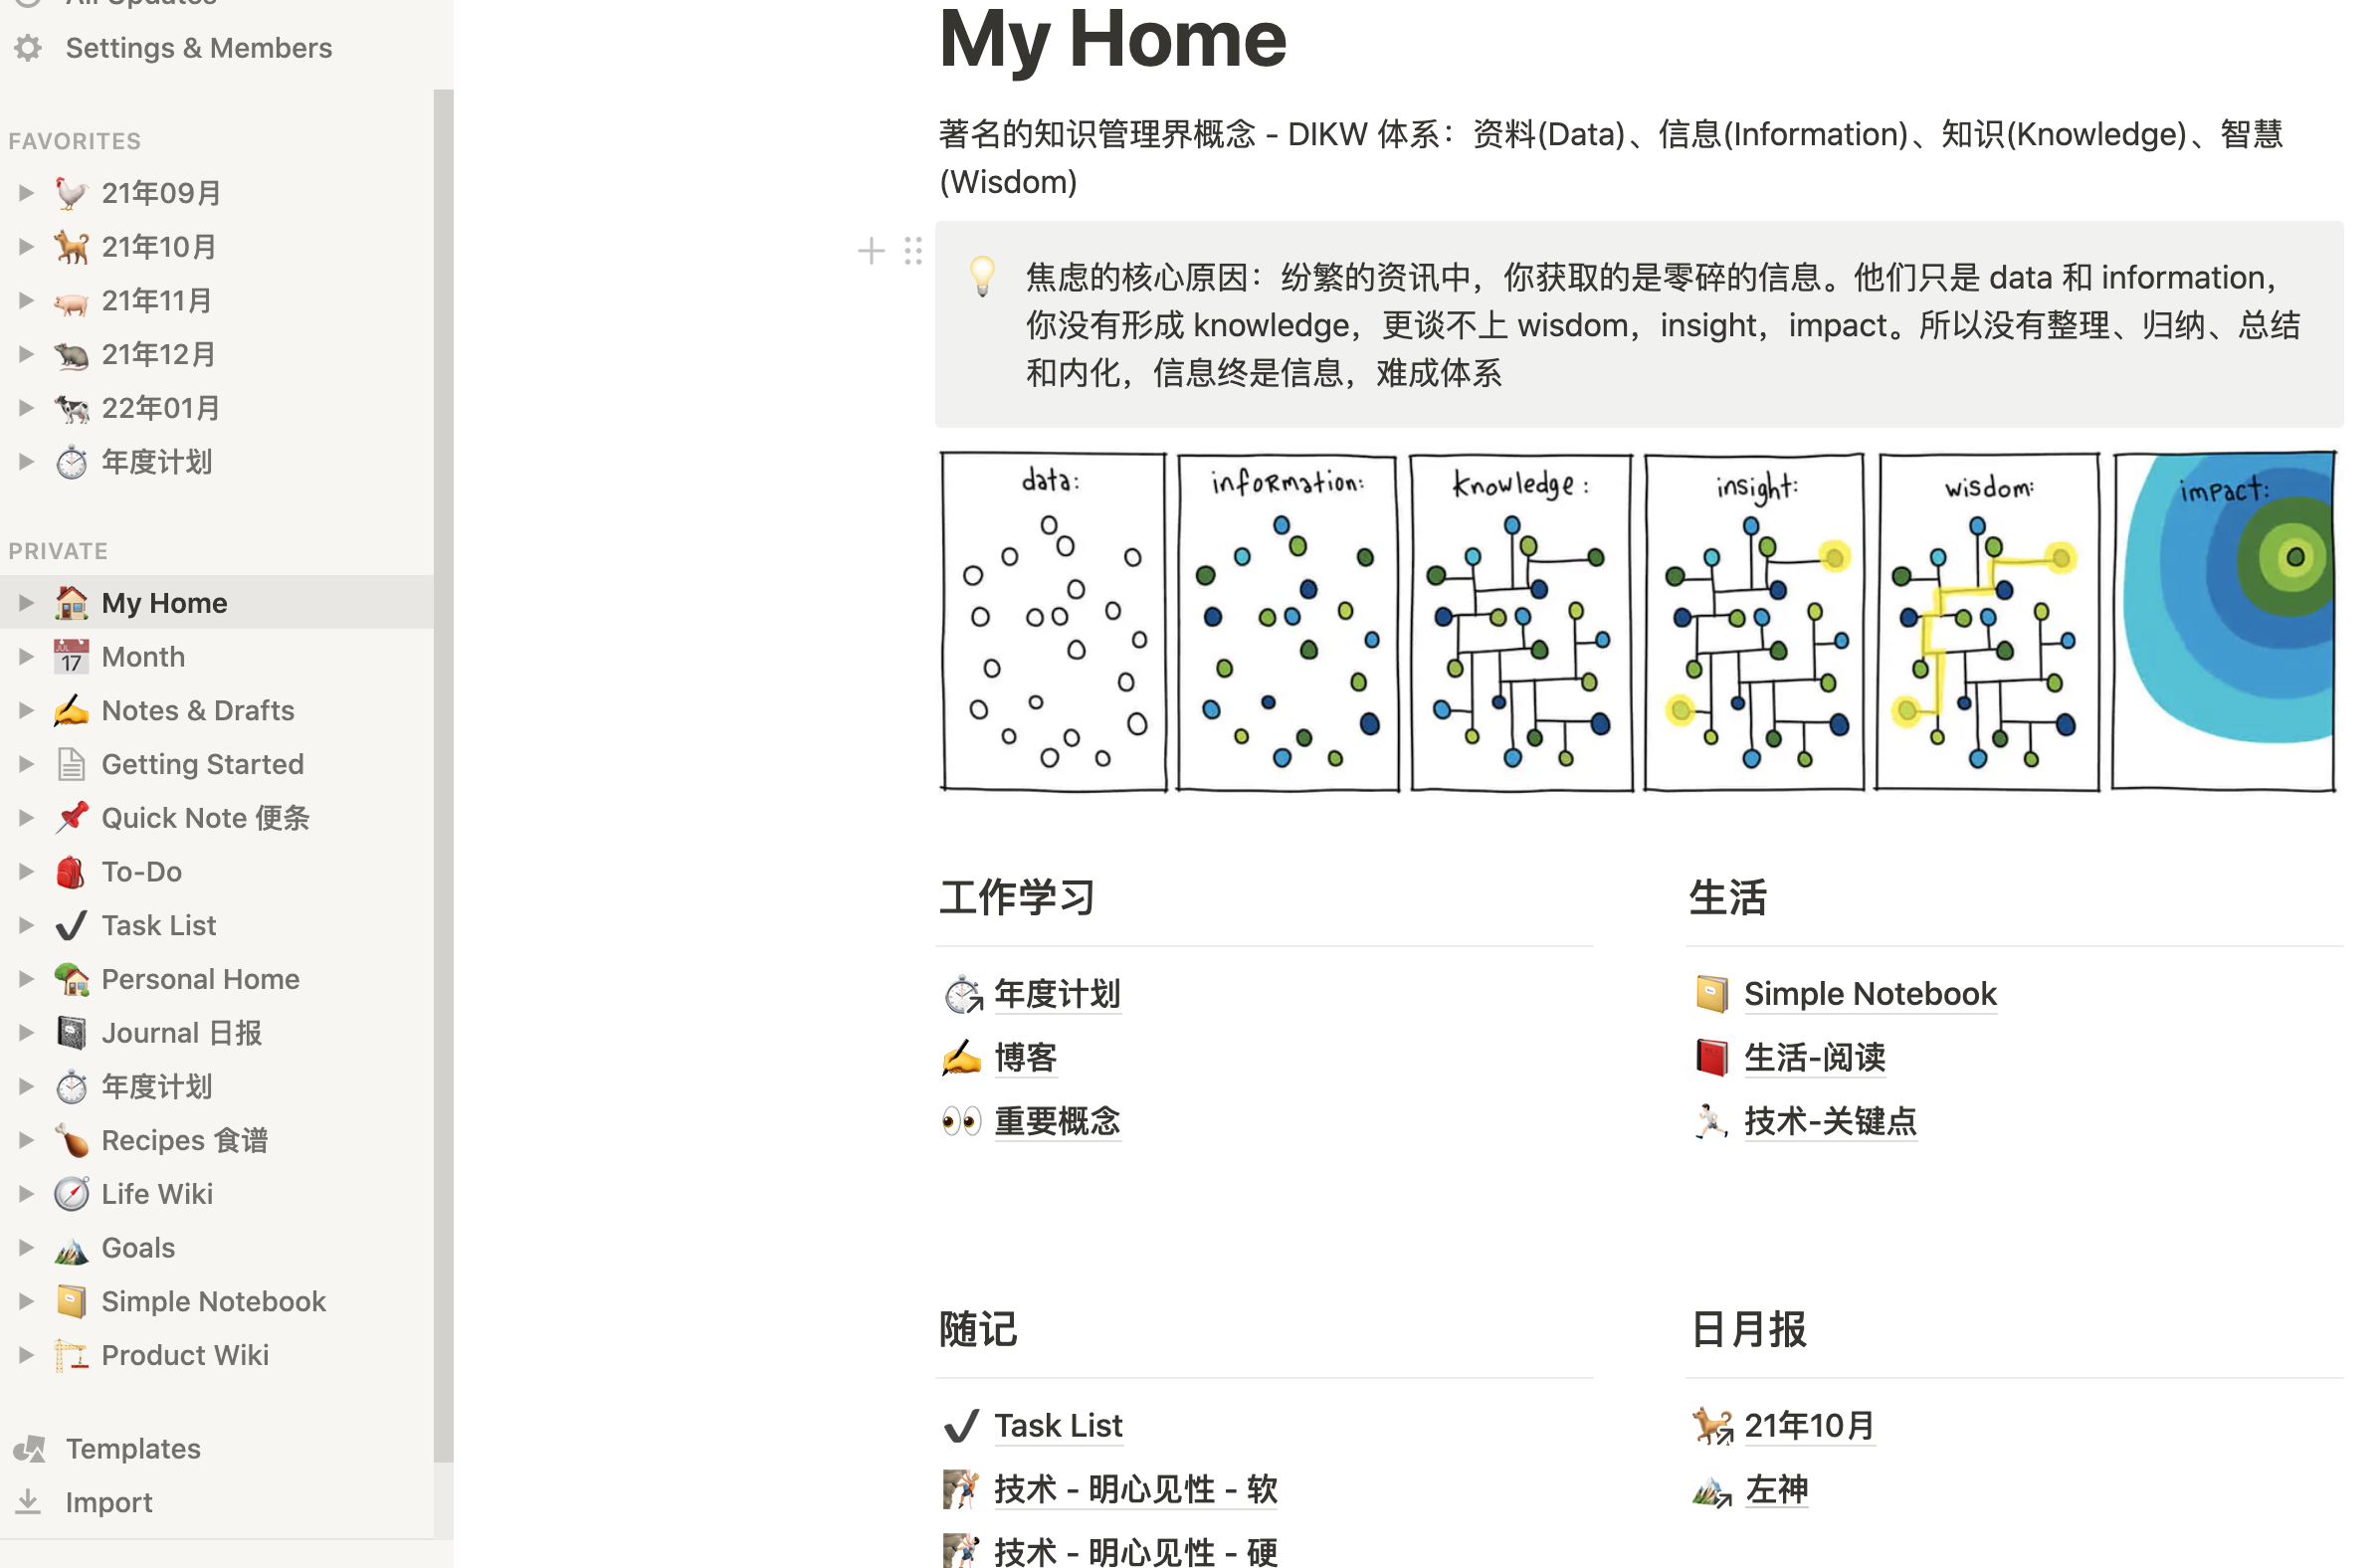 All Updates
Settings & Members
FAVORITES
21年09月
21年10月
21年11月
21年12月
22年01月
年度计划
PRIVATE
My Home
Month
JUL
17
Notes & Drafts
Getting Started
Quick Note 便条
To-Do
Task List
Personal Home
Journal 日报
年度计划
Recipes 食谱
Life Wiki
Goals
Simple Notebook
Product Wiki
Templates
Import
My Home
著名的知识管理界概念 - DIKW 体系：资料(Data)、信息(Information)、知识(Knowledge)、智慧
(Wisdom)
焦虑的核心原因：纷繁的资讯中，你获取的是零碎的信息。他们只是 data 和 information，
你没有形成 knowledge，更谈不上 wisdom，insight，impact。所以没有整理、归纳、总结
和内化，信息终是信息，难成体系
data:
information:
knowledge:
insight:
wisdom:
impact:
工作学习
年度计划
博客
重要概念
生活
Simple Notebook
生活-阅读
技术-关键点
随记
Task List
技术 - 明心见性 - 软
技术 - 明心见性 - 硬
日月报
21年10月
左神